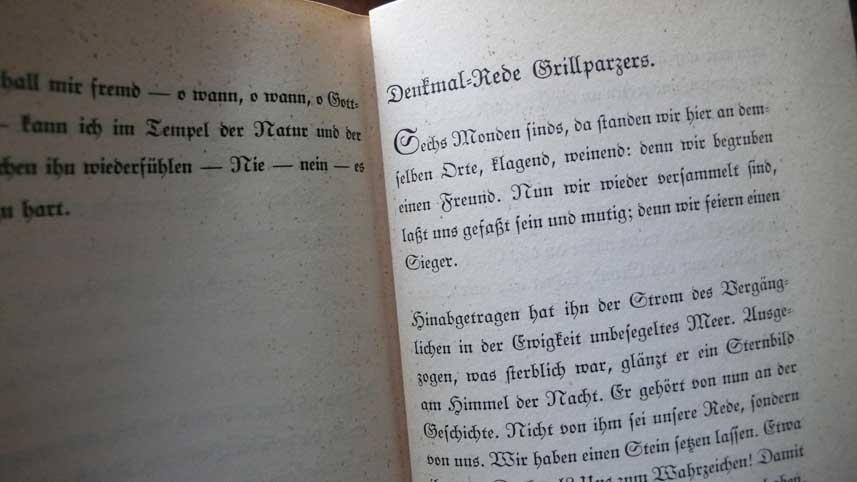 hall mir fremd — o wann, o wann, o Gott-
– kann ich im Tempel der Natur und der
chen ihn wiederfühlen — Nie — nein — es
zu hart.
Denkmal-Rede Grillparzers.
Sechs Monden sinds, da standen wir hier an dem-
selben Orte, klagend, weinend: denn wir begruben
einen Freund. Nun wir wieder versammelt sind,
laßt uns gefaßt sein und mutig; denn wir feiern einen
Sieger.
Hinabgetragen hat ihn der Strom des Vergäng-
lichen in der Ewigkeit unbesegeltes Meer. Ausge-
zogen, was sterblich war, glänzt er ein Sternbild
am Himmel der Nacht. Er gehört von nun an der
Geschichte. Nicht von ihm sei unsere Rede, sondern
von uns. Wir haben einen Stein setzen lassen. Etwa
Uns zum Wahrzeichen! Damit